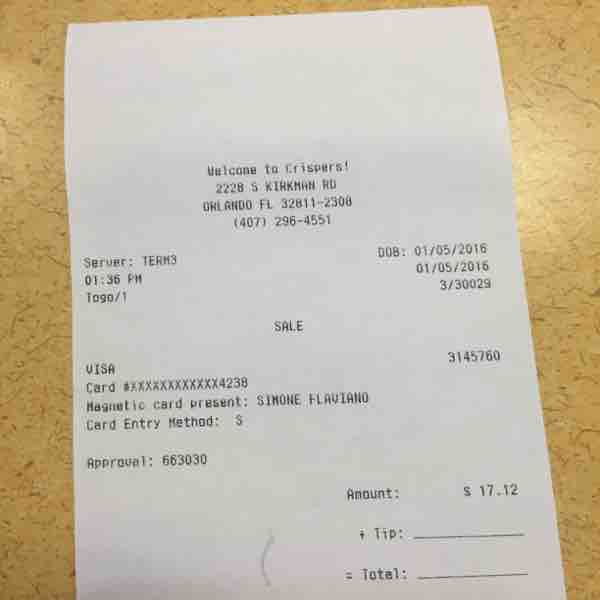 Welcome to Crispers!
2228 S KIRKMAN RD
ORLANDO FL 32811-2308
(407) 296-4551
Server: TERM3 DOB: 01/05/2016
01:36 PM 01/05/2016
Togo/1 3/30029
SALE
VISA 3145760
Card #XXXXXXXXXXXX4238
Magnetic card present: SIMONE FLAVIANO
Card Entry Method: S
Approval: 663030
Amount: $ 17.12
+ Tip:
= Total: